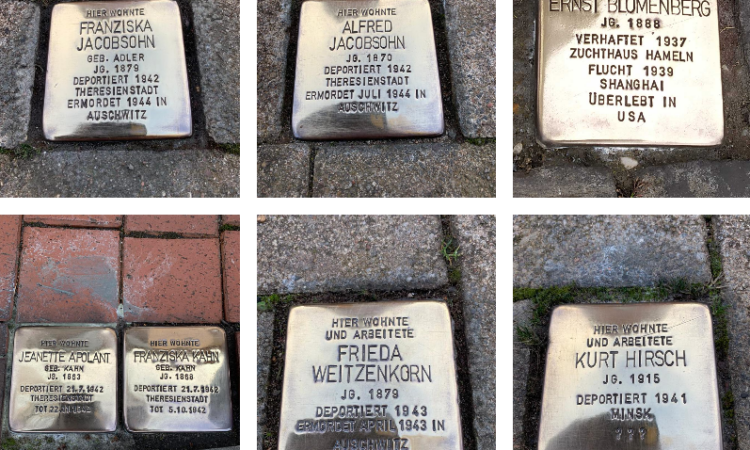 HIER WOHNTE
FRANZISKA
JACOBSOHN
GEB. ADLER
JG. 1879
DEPORTIERT 1942
THERESIENSTADT
ERMORDET 1944 IN
AUSCHWITZ
HIER WOHNTE
ALFRED
JACOBSOHN
JG. 1870
DEPORTIERT 1942
THERESIENSTADT
ERMORDET JULI 1944 IN
AUSCHWITZ
ERNST BLUMENBERG
JG. 1888
VERHAFTET 1937
ZUCHTHAUS HAMELN
FLUCHT 1939
SHANGHAI
ÜBERLEBT IN
USA
HIER WOHNTE
JEANETTE APOLANT
GEB. KAHN
DEPORTIERT 21.7.1942
THERESIENSTADT
TOT
HIER WOHNTE
FRANZISKA KAHN
GEB. KAHN
DEPORTIERT 21.7.1942
THERESIENSTADT
TOT 5.10.1942
HIER WOHNTE
UND ARBEITETE
FRIEDA
WEITZENKORN
JG. 1879
DEPORTIERT 1943
ERMORDET APRIL 1943 IN
AUSCHWITZ
HIER WOHNTE
UND ARBEITETE
KURT HIRSCH
JG. 1915
DEPORTIERT 1941
MINSK
???